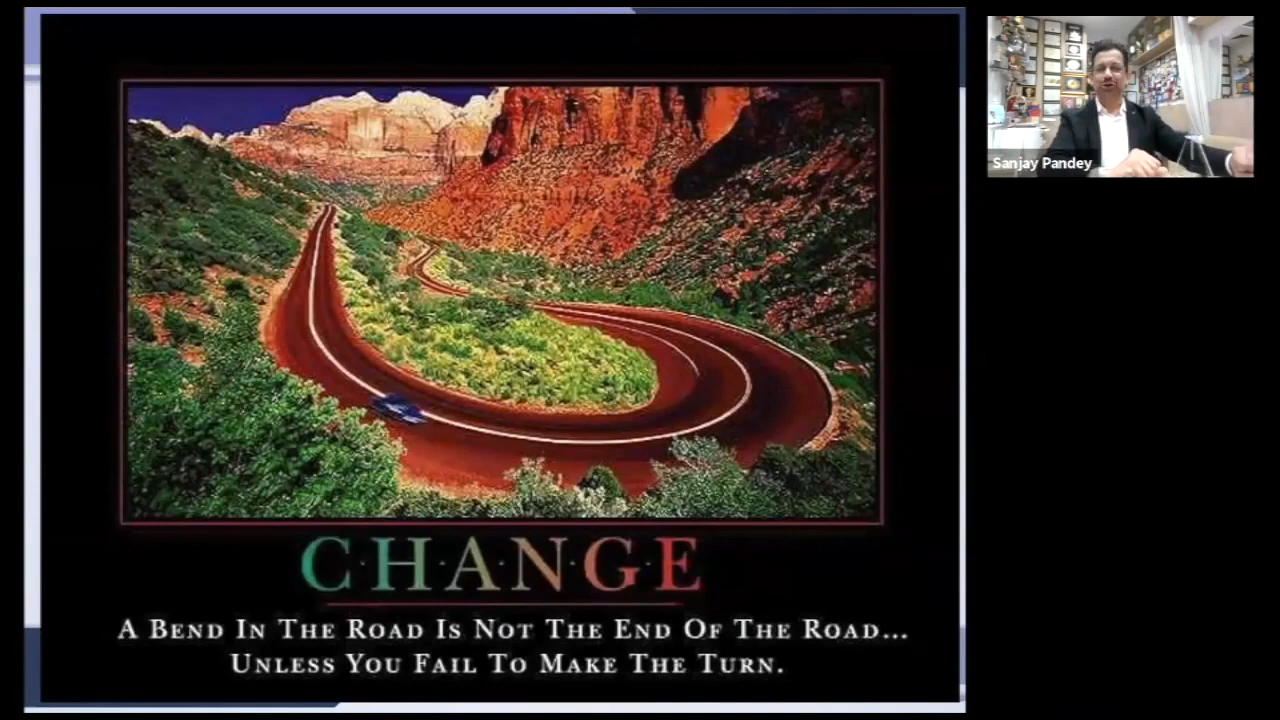 C·H·A·N·G·E
A Bend In The Road Is Not The End Of The Road...
Unless You Fail To Make The Turn.
Sanjay Pandey